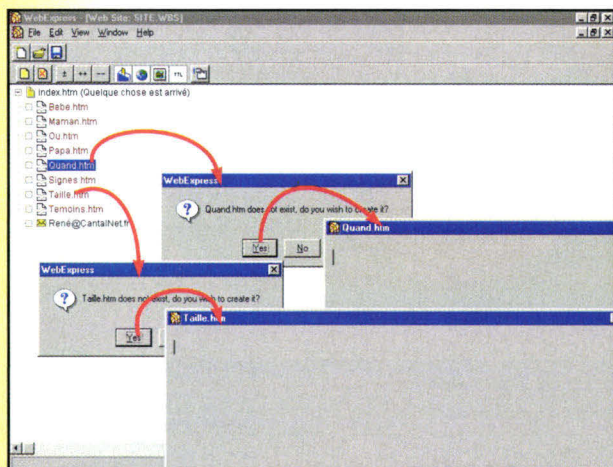 WebExpress - [Web Site: SITE.WBS]
File Edit View Window Help
index.htm (Quelque chose est arrivé)
Bebe.htm
Maman.htm
Ou.htm
Papa.htm
Quand.htm
Signes.htm
Taille.htm
Temoins.htm
René@CantalNet.fr
WebExpress
Quand.htm does not exist, do you wish to create it?
Yes No
Quand.htm
WebExpress
Taille.htm does not exist, do you wish to create it?
Yes
Taille.htm